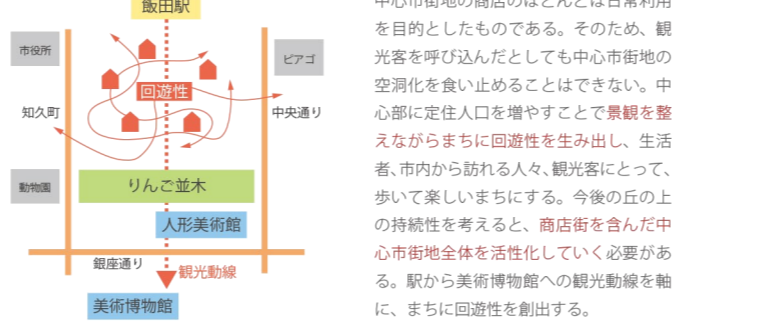 飯田駅
市役所
ピアゴ
回遊性
知久町
中央通り
動物園
りんご並木
人形美術館
銀座通り
観光動線
美術博物館
中心市街地の商店のほとんどは日常利用
を目的としたものである。そのため、観
光客を呼び込んだとしても中心市街地の
空洞化を食い止めることはできない。中
心部に定住人口を増やすことで景観を整
えながらまちに回遊性を生み出し、生活
者、市内から訪れる人々、観光客にとって、
歩いて楽しいまちにする。今後の丘の上
の持続性を考えると、商店街を含んだ中
心市街地全体を活性化していく必要があ
る。駅から美術博物館への観光動線を軸
に、まちに回遊性を創出する。